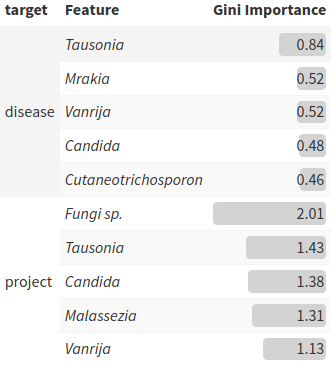 target Feature Gini Importance
Tausonia 0.84
Mrakia 0.52
disease Vanrija 0.52
Candida 0.48
Cutaneotrichosporon 0.46
Fungi sp. 2.01
Tausonia 1.43
project Candida 1.38
Malassezia 1.31
Vanrija 1.13